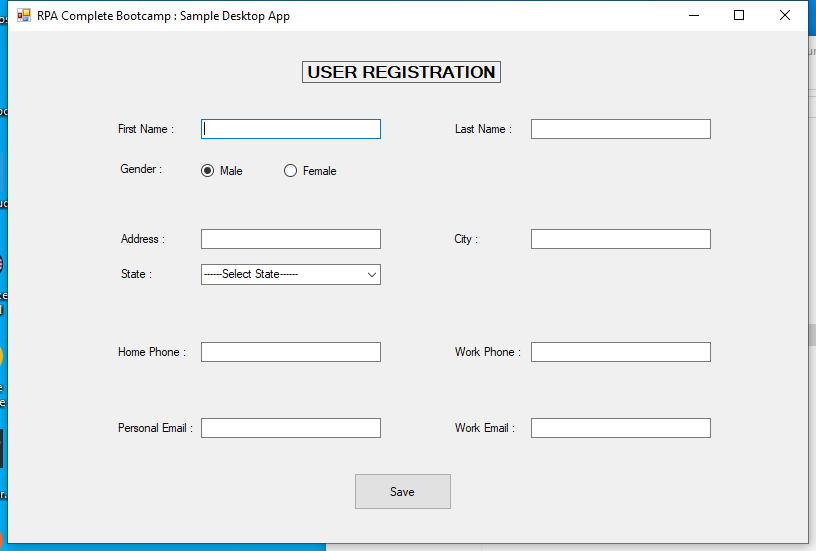 RPA Complete Bootcamp : Sample Desktop App
USER REGISTRATION
First Name :
Last Name :
Gender :
Male
Female
Address :
City :
State :
------Select State------
Home Phone :
Work Phone :
Personal Email :
Work Email :
Save